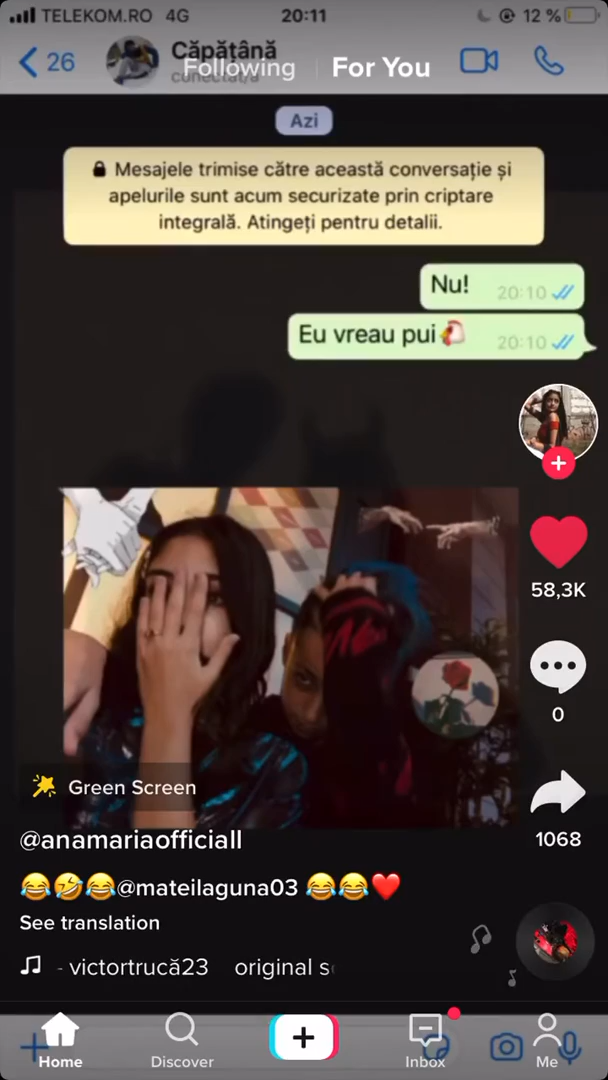 TELEKOM.RO 4G 20:11 12 %
26 Căpățână
conectat/ă
Following For You
Azi
Mesajele trimise către această conversație și
apelurile sunt acum securizate prin criptare
integrală. Atingeți pentru detalii.
Nu! 20:10
Eu vreau pui🐔 20:10
58,3K
0
Green Screen
1068
@anamariaofficiall
😂🤣😂@mateilaguna03 😂😂❤️
See translation
- victortrucă23 original s
Home Discover Inbox Me